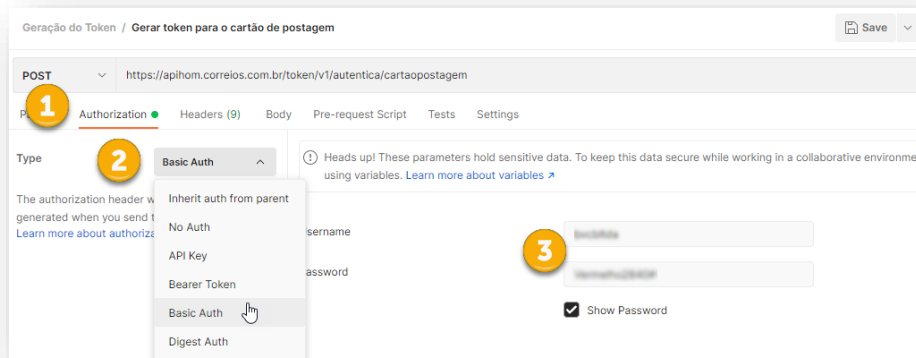 Geração do Token / Gerar token para o cartão de postagem
Save
POST
https://apihom.correios.com.br/token/v1/autentica/cartaopostagem
1
Authorization
Headers (9)
Body
Pre-request Script
Tests
Settings
Type
2
Basic Auth
Heads up! These parameters hold sensitive data. To keep this data secure while working in a collaborative environme
using variables. Learn more about variables ↗
The authorization header w
generated when you send t
Learn more about authoriza
Inherit auth from parent
No Auth
API Key
Bearer Token
Basic Auth
Digest Auth
sername
assword
3
Show Password